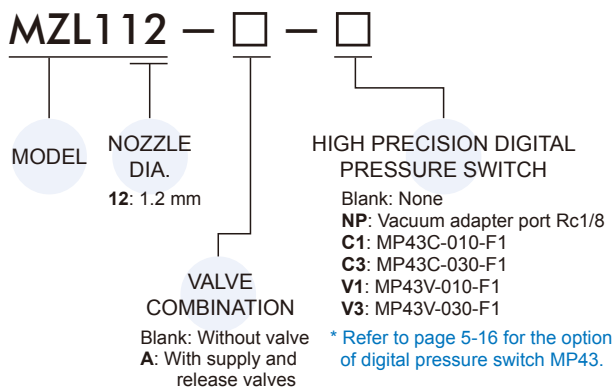 MZL112 – □ – □
MODEL
NOZZLE
DIA.
12: 1.2 mm
VALVE
COMBINATION
Blank: Without valve
A: With supply and
release valves
HIGH PRECISION DIGITAL
PRESSURE SWITCH
Blank: None
NP: Vacuum adapter port Rc1/8
C1: MP43C-010-F1
C3: MP43C-030-F1
V1: MP43V-010-F1
V3: MP43V-030-F1
* Refer to page 5-16 for the option
of digital pressure switch MP43.